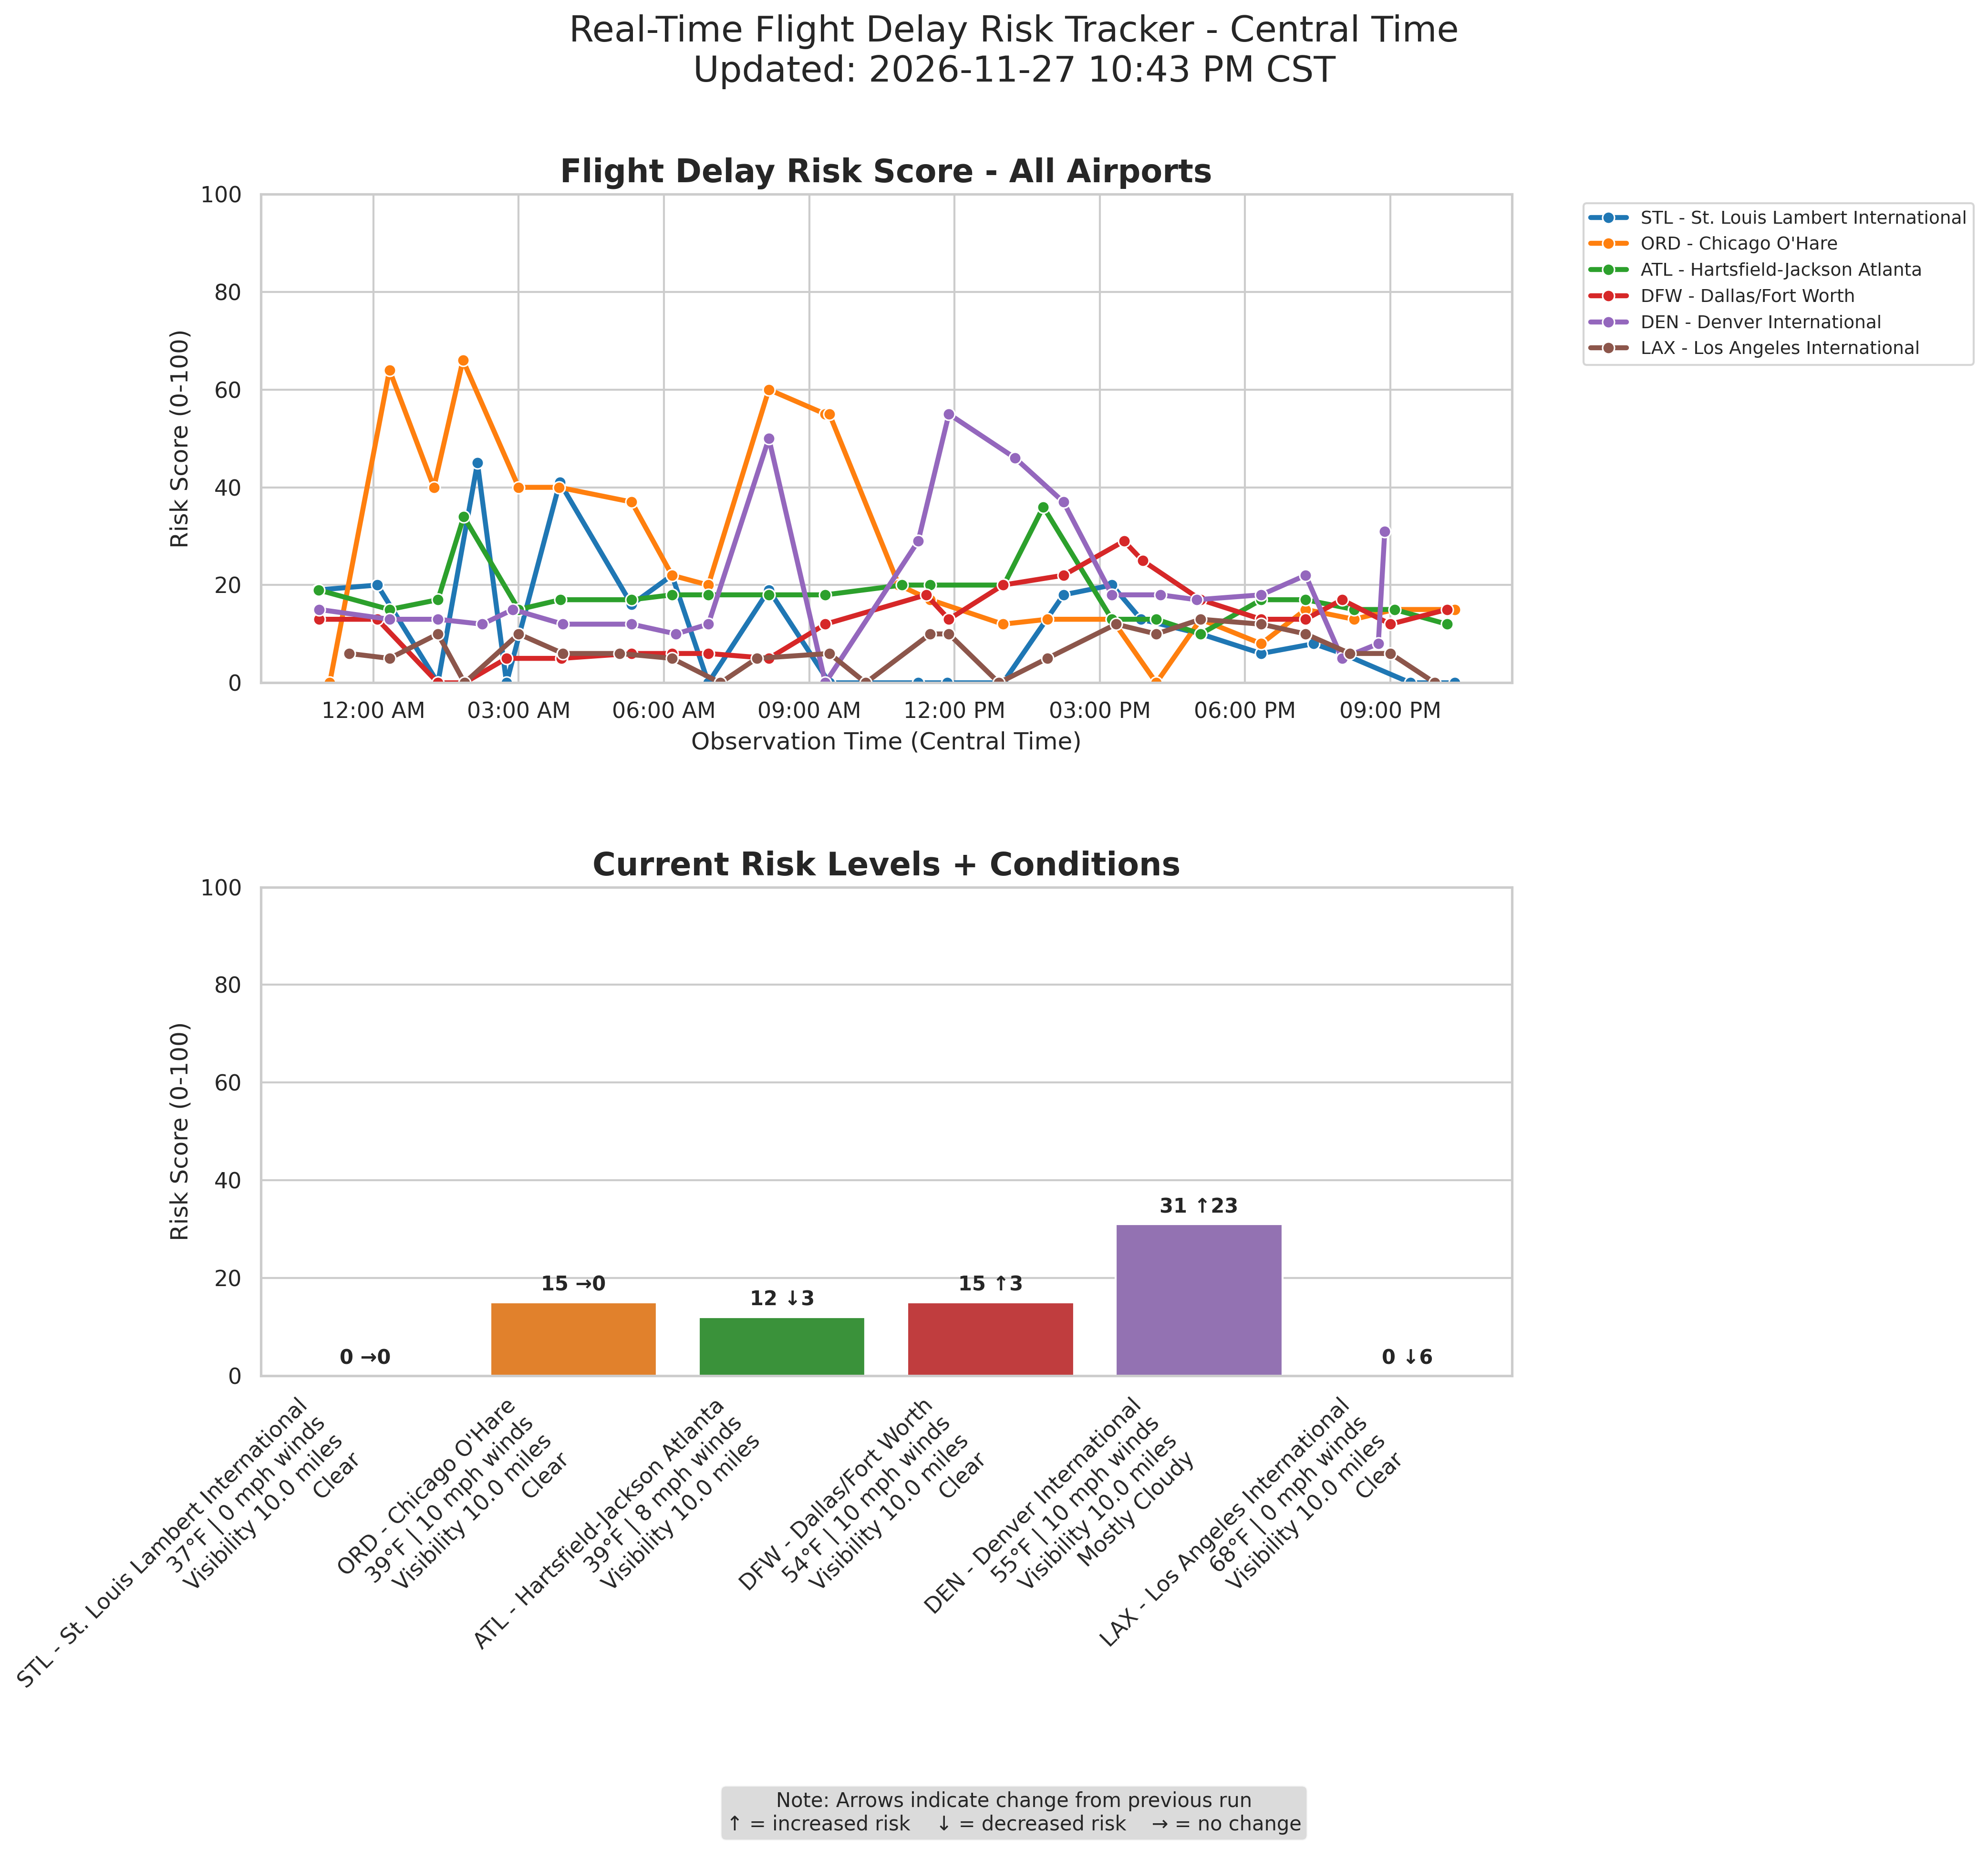 Real-Time Flight Delay Risk Tracker - Central Time
Updated: 2026-11-27 10:43 PM CST
Flight Delay Risk Score - All Airports
Risk Score (0-100)
100
80
60
40
20
0
12:00 AM
03:00 AM
06:00 AM
09:00 AM
12:00 PM
03:00 PM
06:00 PM
09:00 PM
Observation Time (Central Time)
STL - St. Louis Lambert International
ORD - Chicago O'Hare
ATL - Hartsfield-Jackson Atlanta
DFW - Dallas/Fort Worth
DEN - Denver International
LAX - Los Angeles International
Current Risk Levels + Conditions
Risk Score (0-100)
100
80
60
40
20
0
0 →0
15 →0
12 ↓3
15 ↑3
31 ↑23
0 ↓6
STL - St. Louis Lambert International
37°F | 0 mph winds
Visibility 10.0 miles
Clear
ORD - Chicago O'Hare
39°F | 10 mph winds
Visibility 10.0 miles
Clear
ATL - Hartsfield-Jackson Atlanta
39°F | 8 mph winds
Visibility 10.0 miles
DFW - Dallas/Fort Worth
54°F | 10 mph winds
Visibility 10.0 miles
Clear
DEN - Denver International
55°F | 10 mph winds
Visibility 10.0 miles
Mostly Cloudy
LAX - Los Angeles International
68°F | 0 mph winds
Visibility 10.0 miles
Clear
Note: Arrows indicate change from previous run
↑ = increased risk ↓ = decreased risk → = no change